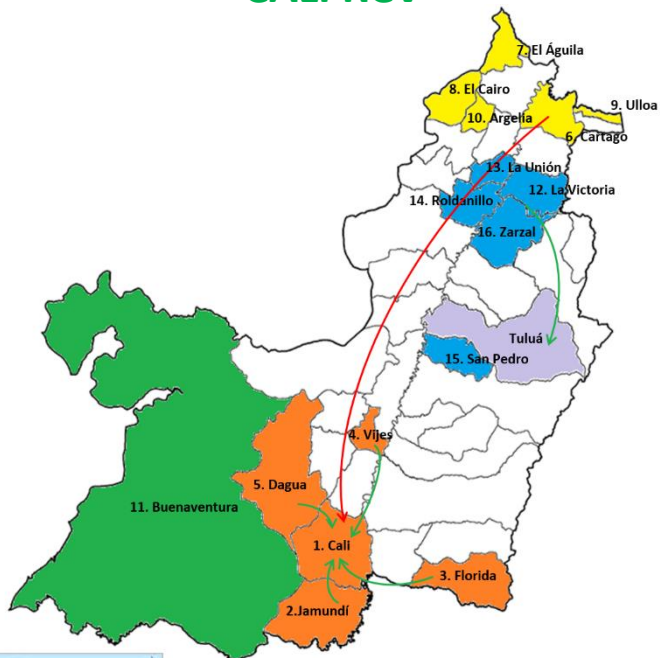 7. El Águila
8. El Cairo
9. Ulloa
10. Argelia
6. Cartago
13. La Unión
12. La Victoria
14. Roldanillo
16. Zarzal
Tuluá
15. San Pedro
4. Vijes
5. Dagua
11. Buenaventura
1. Cali
3. Florida
2.Jamundí